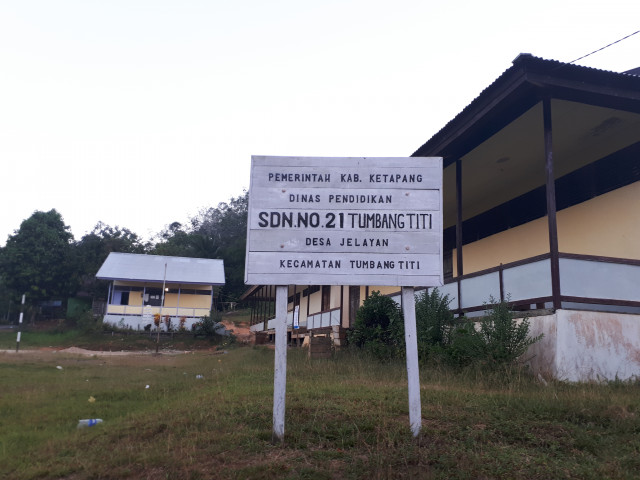 PEMERINTAH KAB. KETAPANG
DINAS PENDIDIKAN
SDN.NO.21 TUMBANG TITI
DESA JELAYAN
KECAMATAN TUMBANG TITI